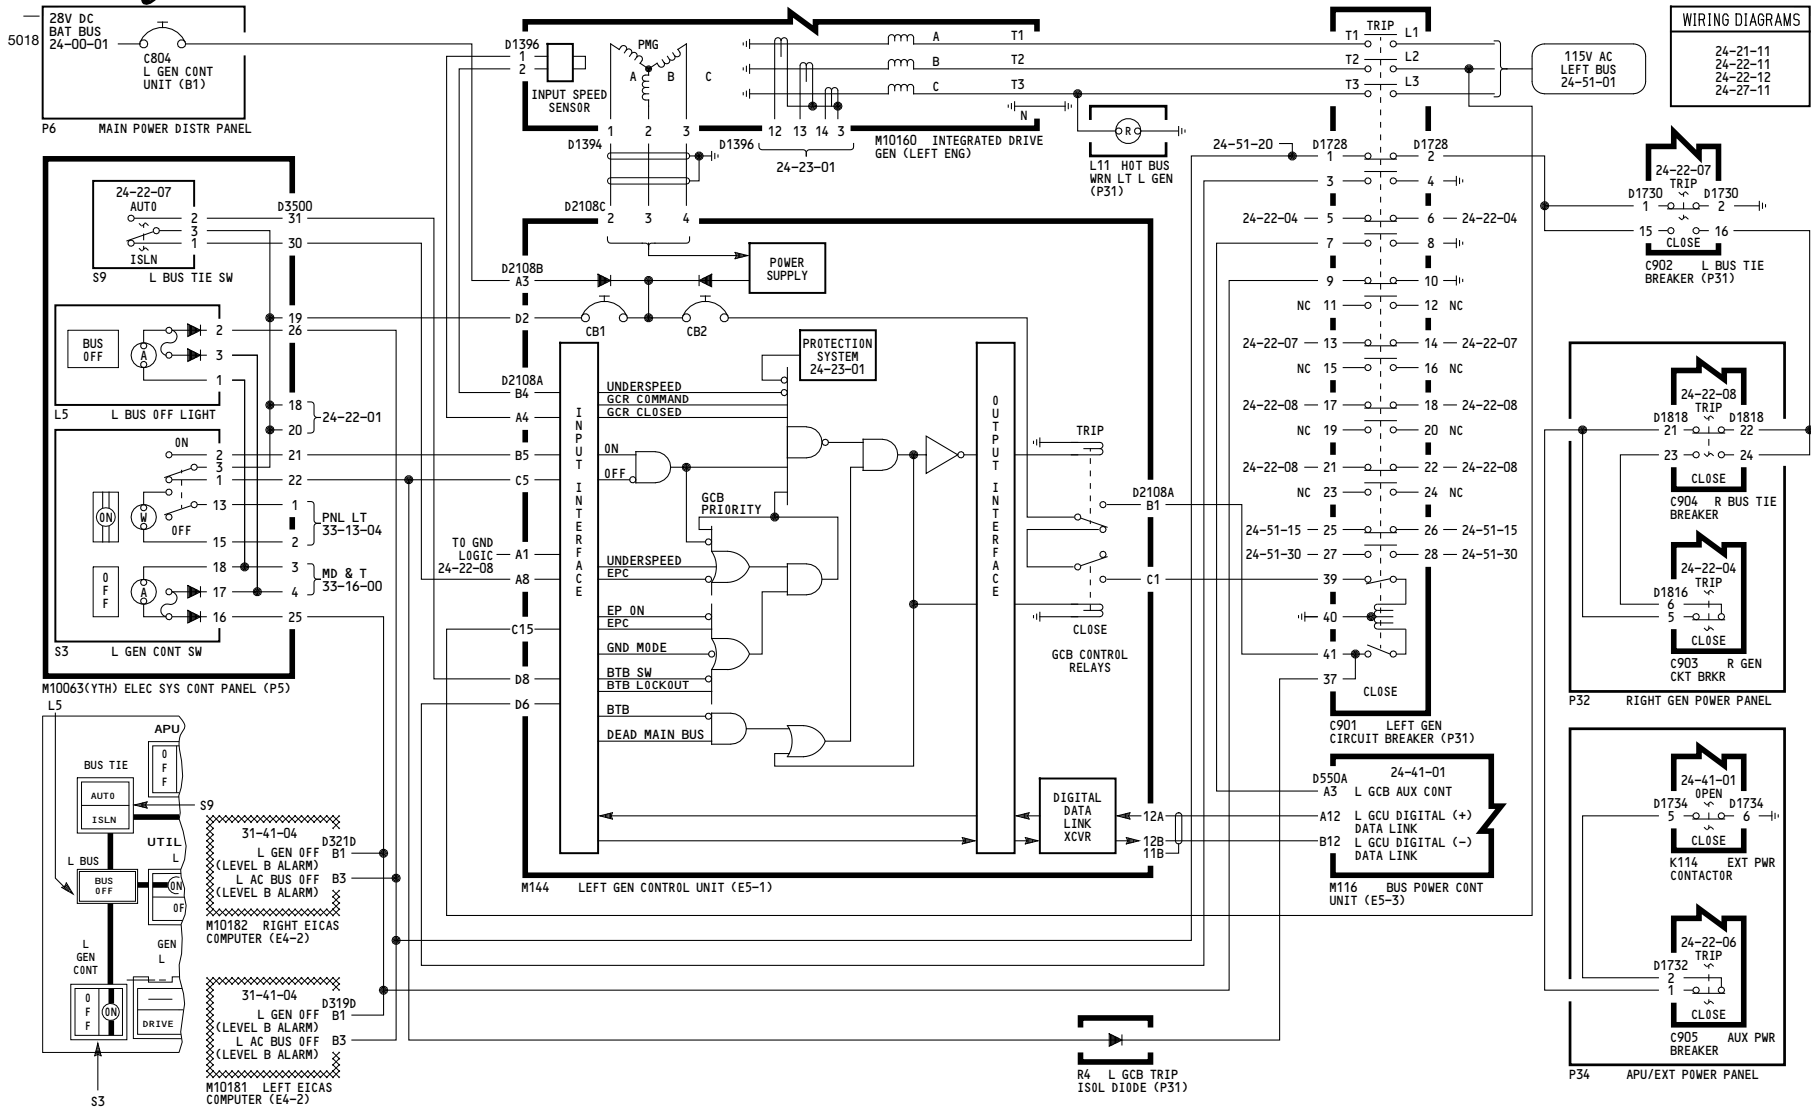 28V DC
BAT BUS
24-00-01
5018
C804
L GEN CONT
UNIT (B1)
P6 MAIN POWER DISTR PANEL
24-22-07
AUTO
2
3
1
ISLN
S9 L BUS TIE SW
D3500
31
30
19
26
BUS
OFF
A
2
3
1
L5 L BUS OFF LIGHT
18
20
24-22-01
ON
2
3
1
21
22
ON
W
13
OFF
15
1
2
PNL LT
33-13-04
O
F
F
A
18
17
16
3
4
25
MD & T
33-16-00
S3 L GEN CONT SW
M10063(YTH) ELEC SYS CONT PANEL (P5)
L5
APU
O
F
F
BUS TIE
AUTO
ISLN
S9
UTIL
L
L BUS
BUS
OFF
ON
OF
L
GEN
CONT
GEN
L
O
F
F
ON
DRIVE
S3
31-41-04
D321D
L GEN OFF B1
(LEVEL B ALARM)
L AC BUS OFF B3
(LEVEL B ALARM)
M10182 RIGHT EICAS
COMPUTER (E4-2)
31-41-04
D319D
L GEN OFF B1
(LEVEL B ALARM)
L AC BUS OFF B3
(LEVEL B ALARM)
M10181 LEFT EICAS
COMPUTER (E4-2)
D1396
1
2
INPUT SPEED
SENSOR
PMG
A B C
1 2 3
D1394
D1396
12 13 14 3
24-23-01
A T1
B T2
C T3
N
M10160 INTEGRATED DRIVE
GEN (LEFT ENG)
R
L11 HOT BUS
WRN LT L GEN
(P31)
D2108C
2 3 4
D2108B
A3
D2
POWER
SUPPLY
CB1
CB2
PROTECTION
SYSTEM
24-23-01
D2108A
B4
A4
B5
C5
TO GND
LOGIC
24-22-08
A1
A8
C15
D8
D6
INPUT INTERFACE
UNDERSPEED
GCR COMMAND
GCR CLOSED
ON
OFF
GCB
PRIORITY
UNDERSPEED
EPC
EP ON
EPC
GND MODE
BTB SW
BTB LOCKOUT
BTB
DEAD MAIN BUS
OUTPUT INTERFACE
TRIP
CLOSE
GCB CONTROL
RELAYS
D2108A
B1
C1
DIGITAL
DATA
LINK
XCVR
12A
12B
11B
M144 LEFT GEN CONTROL UNIT (E5-1)
TRIP
T1 L1
T2 L2
T3 L3
115V AC
LEFT BUS
24-51-01
24-51-20
D1728 D1728
1 2
3 4
24-22-04 5 6 24-22-04
7 8
9 10
NC 11 12 NC
24-22-07 13 14 24-22-07
NC 15 16 NC
24-22-08 17 18 24-22-08
NC 19 20 NC
24-22-08 21 22 24-22-08
NC 23 24 NC
24-51-15 25 26 24-51-15
24-51-30 27 28 24-51-30
39
40
41
37
CLOSE
C901 LEFT GEN
CIRCUIT BREAKER (P31)
D550A 24-41-01
A3 L GCB AUX CONT
A12 L GCU DIGITAL (+)
DATA LINK
B12 L GCU DIGITAL (-)
DATA LINK
M116 BUS POWER CONT
UNIT (E5-3)
R4 L GCB TRIP
ISOL DIODE (P31)
WIRING DIAGRAMS
24-21-11
24-22-11
24-22-12
24-27-11
24-22-07
TRIP
D1730 D1730
1 2
15 16
CLOSE
C902 L BUS TIE
BREAKER (P31)
24-22-08
TRIP
D1818 D1818
21 22
23 24
CLOSE
C904 R BUS TIE
BREAKER
24-22-04
TRIP
D1816
6
5
CLOSE
C903 R GEN
CKT BRKR
P32 RIGHT GEN POWER PANEL
24-41-01
OPEN
D1734 D1734
5 6
CLOSE
K114 EXT PWR
CONTACTOR
24-22-06
TRIP
D1732
2
1
CLOSE
C905 AUX PWR
BREAKER
P34 APU/EXT POWER PANEL